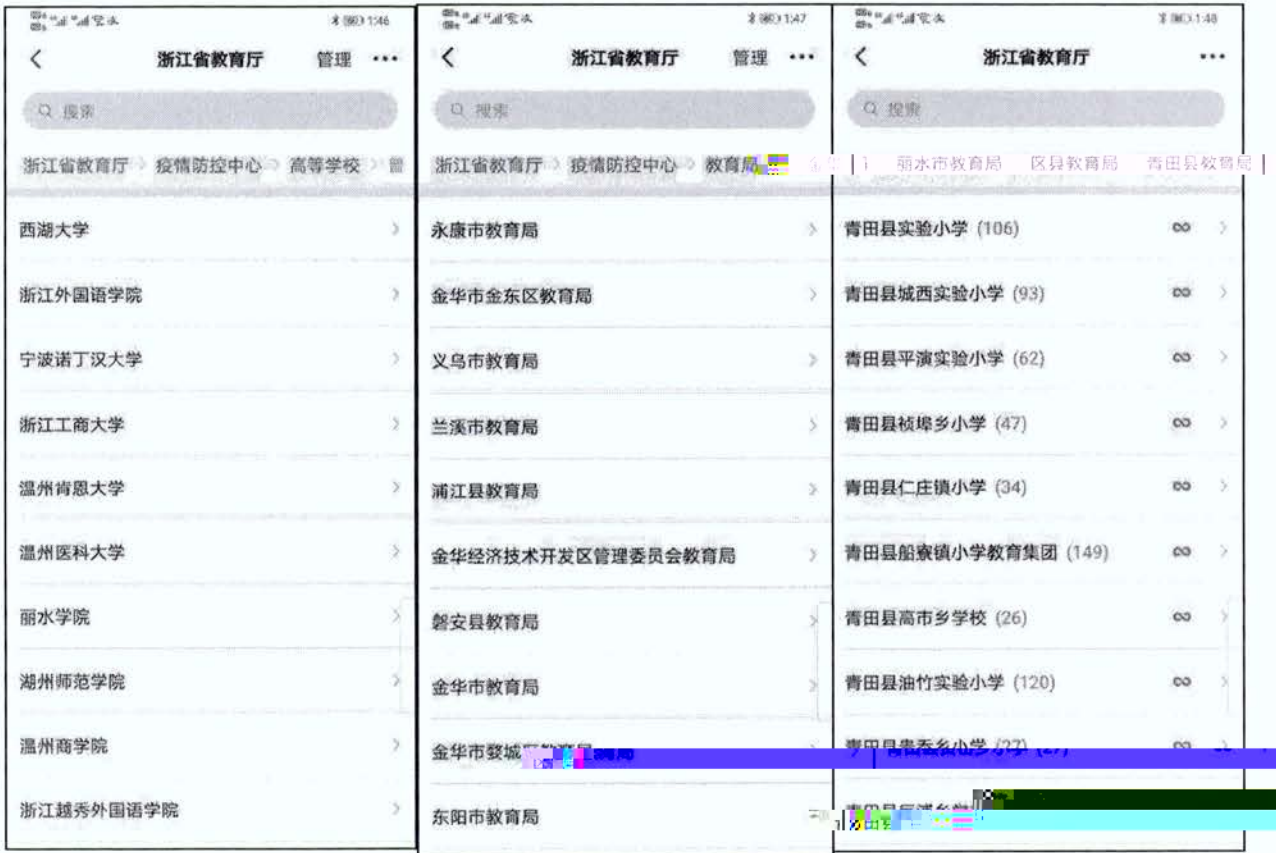 1:46
浙江省教育厅 管理
搜索
浙江省教育厅 疫情防控中心 高等学校
西湖大学
浙江外国语学院
宁波诺丁汉大学
浙江工商大学
温州肯恩大学
温州医科大学
丽水学院
湖州师范学院
温州商学院
浙江越秀外国语学院
1:47
浙江省教育厅 管理
搜索
浙江省教育厅 疫情防控中心 教育局
永康市教育局
金华市金东区教育局
义乌市教育局
兰溪市教育局
浦江县教育局
金华经济技术开发区管理委员会教育局
磐安县教育局
金华市教育局
金华市婺城
东阳市教育局
1:48
浙江省教育厅
搜索
丽水市教育局 区县教育局 青田县教育局
青田县实验小学 (106)
青田县城西实验小学 (93)
青田县平演实验小学 (62)
青田县祯埠乡小学 (47)
青田县仁庄镇小学 (34)
青田县船寮镇小学教育集团 (149)
青田县高市乡学校 (26)
青田县油竹实验小学 (120)